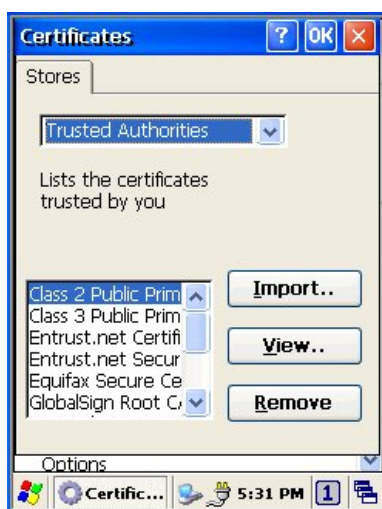 Certificates ? OK
Stores
Trusted Authorities
Lists the certificates
trusted by you
Class 2 Public Prim
Class 3 Public Prim
Entrust.net Certifi
Entrust.net Secur
Equifax Secure Ce
GlobalSign Root C
Import..
View..
Remove
Options
Certific... 5:31 PM 1